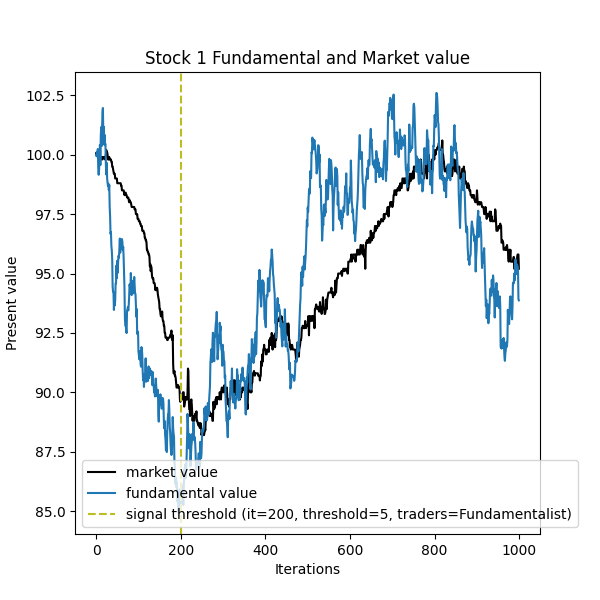 Stock 1 Fundamental and Market value
Present value
102.5
100.0
97.5
95.0
92.5
90.0
87.5
85.0
market value
fundamental value
signal threshold (it=200, threshold=5, traders=Fundamentalist)
0 200 400 600 800 1000
Iterations